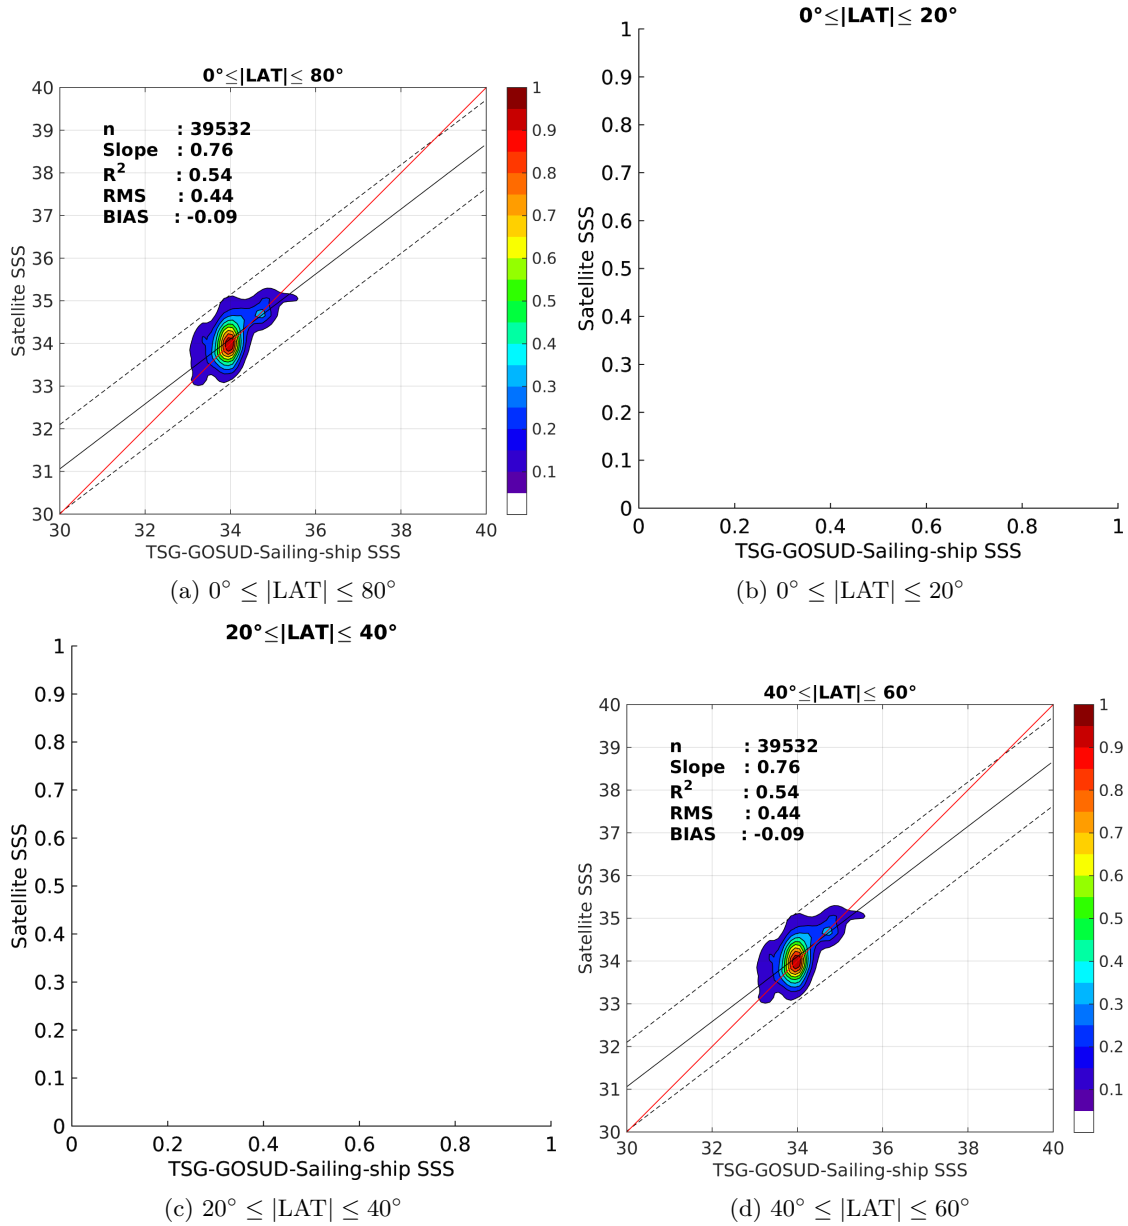 0°≤|LAT|≤ 80°
40
39
38
37
36
35
34
33
32
31
30
30 32 34 36 38 40
Satellite SSS
TSG-GOSUD-Sailing-ship SSS
n : 39532
Slope : 0.76
R2 : 0.54
RMS : 0.44
BIAS : -0.09
1
0.9
0.8
0.7
0.6
0.5
0.4
0.3
0.2
0.1
(a) 0° ≤ |LAT| ≤ 80°
0°≤|LAT|≤ 20°
1
0.9
0.8
0.7
0.6
0.5
0.4
0.3
0.2
0.1
0
0 0.2 0.4 0.6 0.8 1
Satellite SSS
TSG-GOSUD-Sailing-ship SSS
(b) 0° ≤ |LAT| ≤ 20°
20°≤|LAT|≤ 40°
1
0.9
0.8
0.7
0.6
0.5
0.4
0.3
0.2
0.1
0
0 0.2 0.4 0.6 0.8 1
Satellite SSS
TSG-GOSUD-Sailing-ship SSS
(c) 20° ≤ |LAT| ≤ 40°
40°≤|LAT|≤ 60°
40
39
38
37
36
35
34
33
32
31
30
30 32 34 36 38 40
Satellite SSS
TSG-GOSUD-Sailing-ship SSS
n : 39532
Slope : 0.76
R2 : 0.54
RMS : 0.44
BIAS : -0.09
1
0.9
0.8
0.7
0.6
0.5
0.4
0.3
0.2
0.1
(d) 40° ≤ |LAT| ≤ 60°